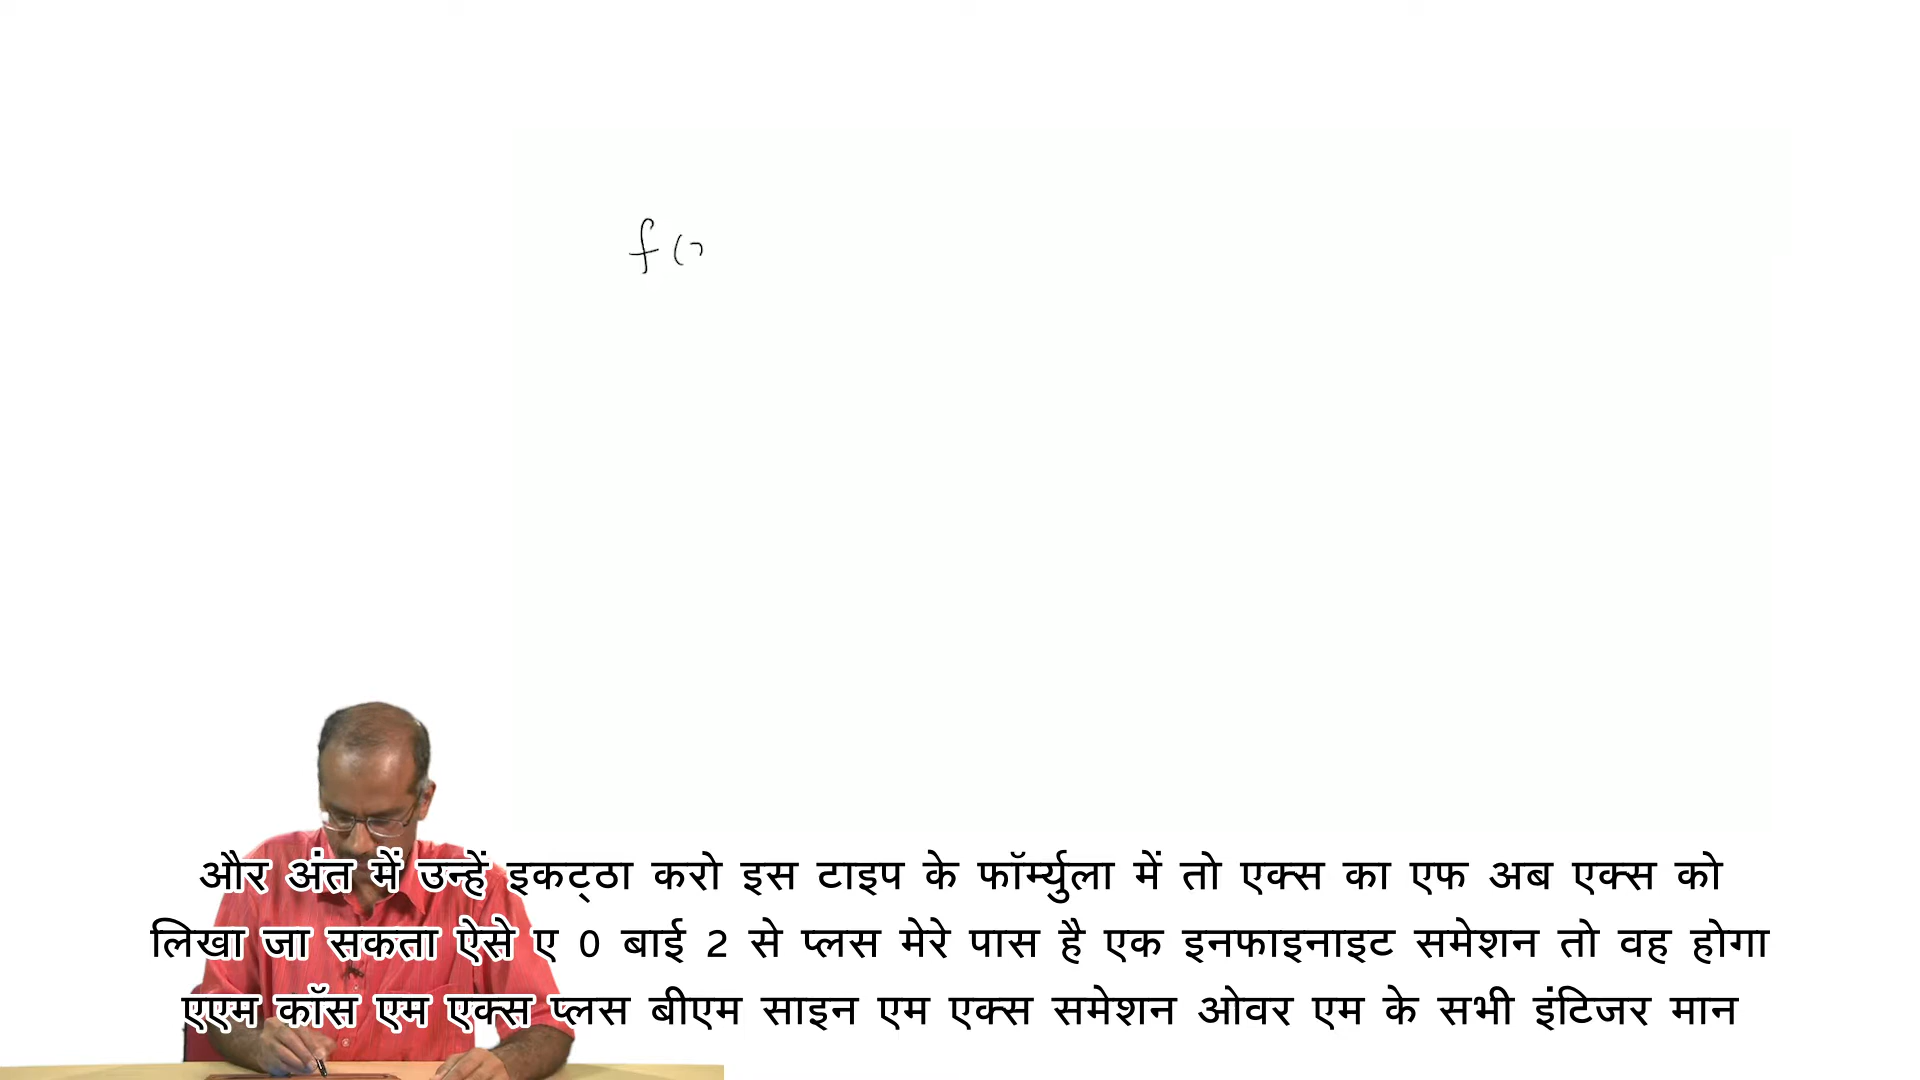 f(
और अंत में उन्हें इकट्ठा करो इस टाइप के फॉर्म्युला में तो एक्स का एफ अब एक्स को
लिखा जा सकता ऐसे ए 0 बाई 2 से प्लस मेरे पास है एक इनफाइनाइट समेशन तो वह होगा
एएम कॉस एम एक्स प्लस बीएम साइन एम एक्स समेशन ओवर एम के सभी इंटिजर मान